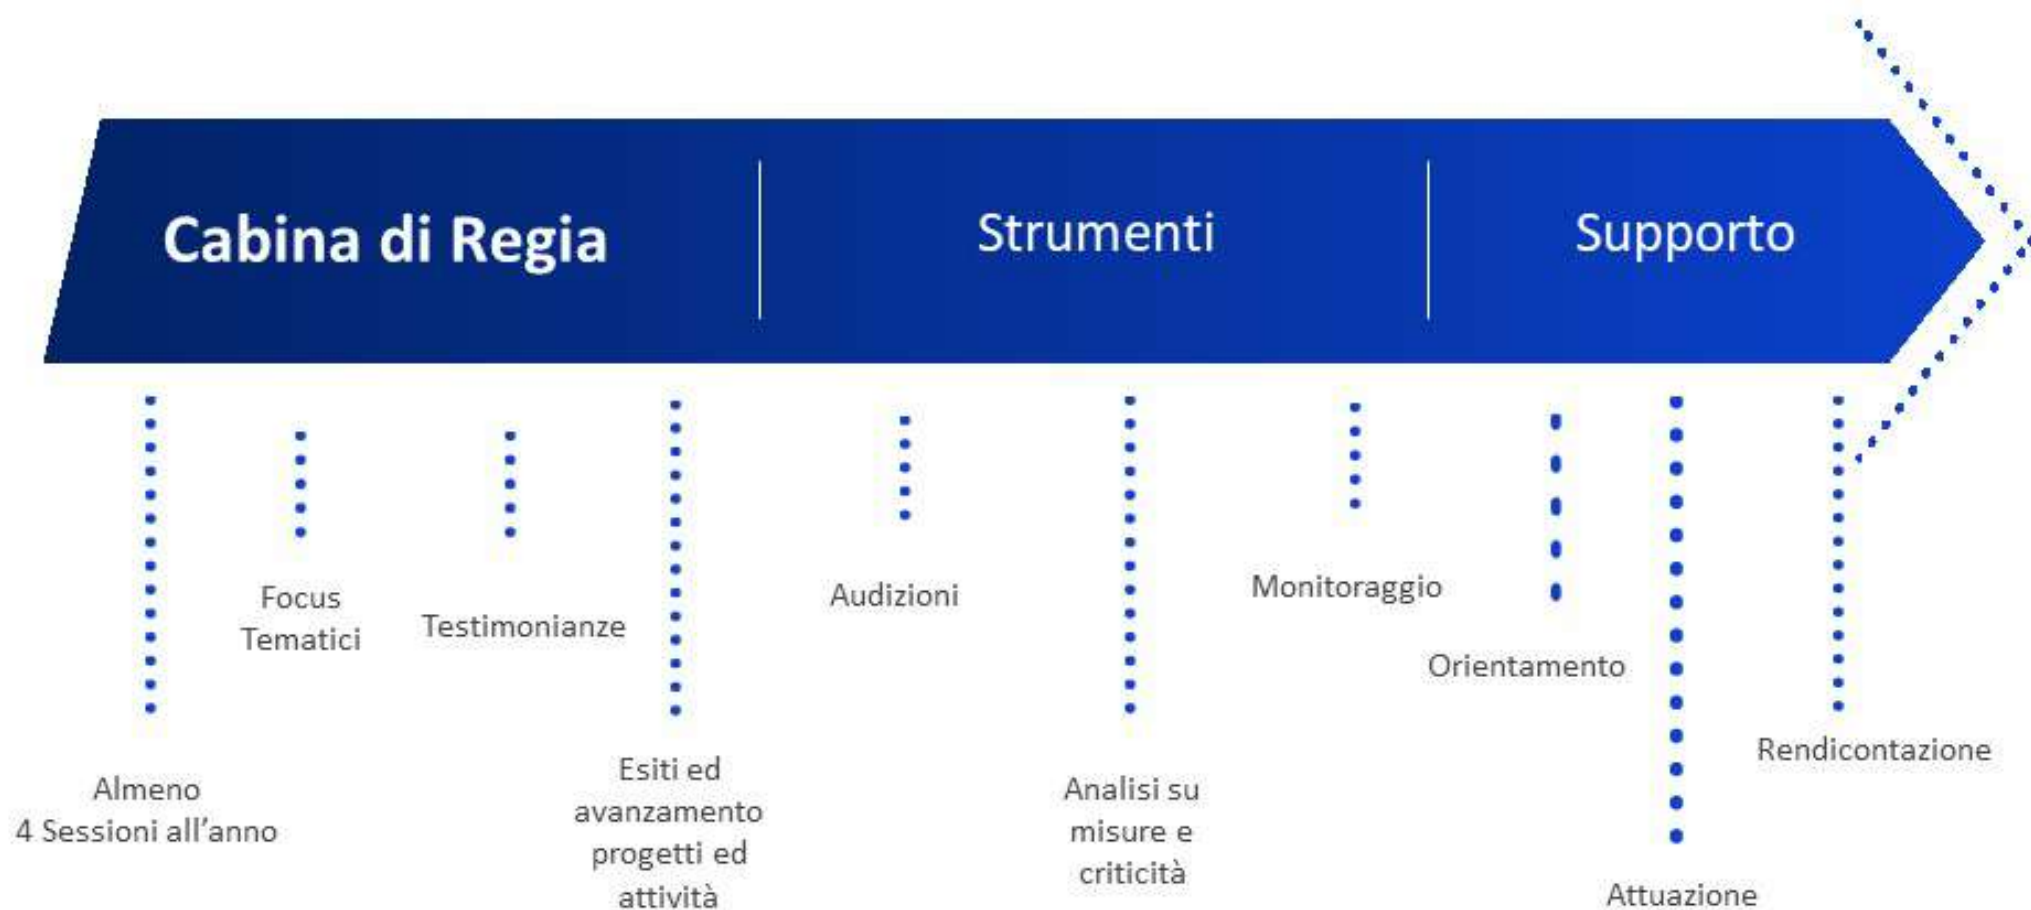 Cabina di Regia
Strumenti
Supporto
Almeno
4 Sessioni all’anno
Focus
Tematici
Testimonianze
Esiti ed
avanzamento
progetti ed
attività
Audizioni
Analisi su
misure e
criticità
Monitoraggio
Orientamento
Attuazione
Rendicontazione